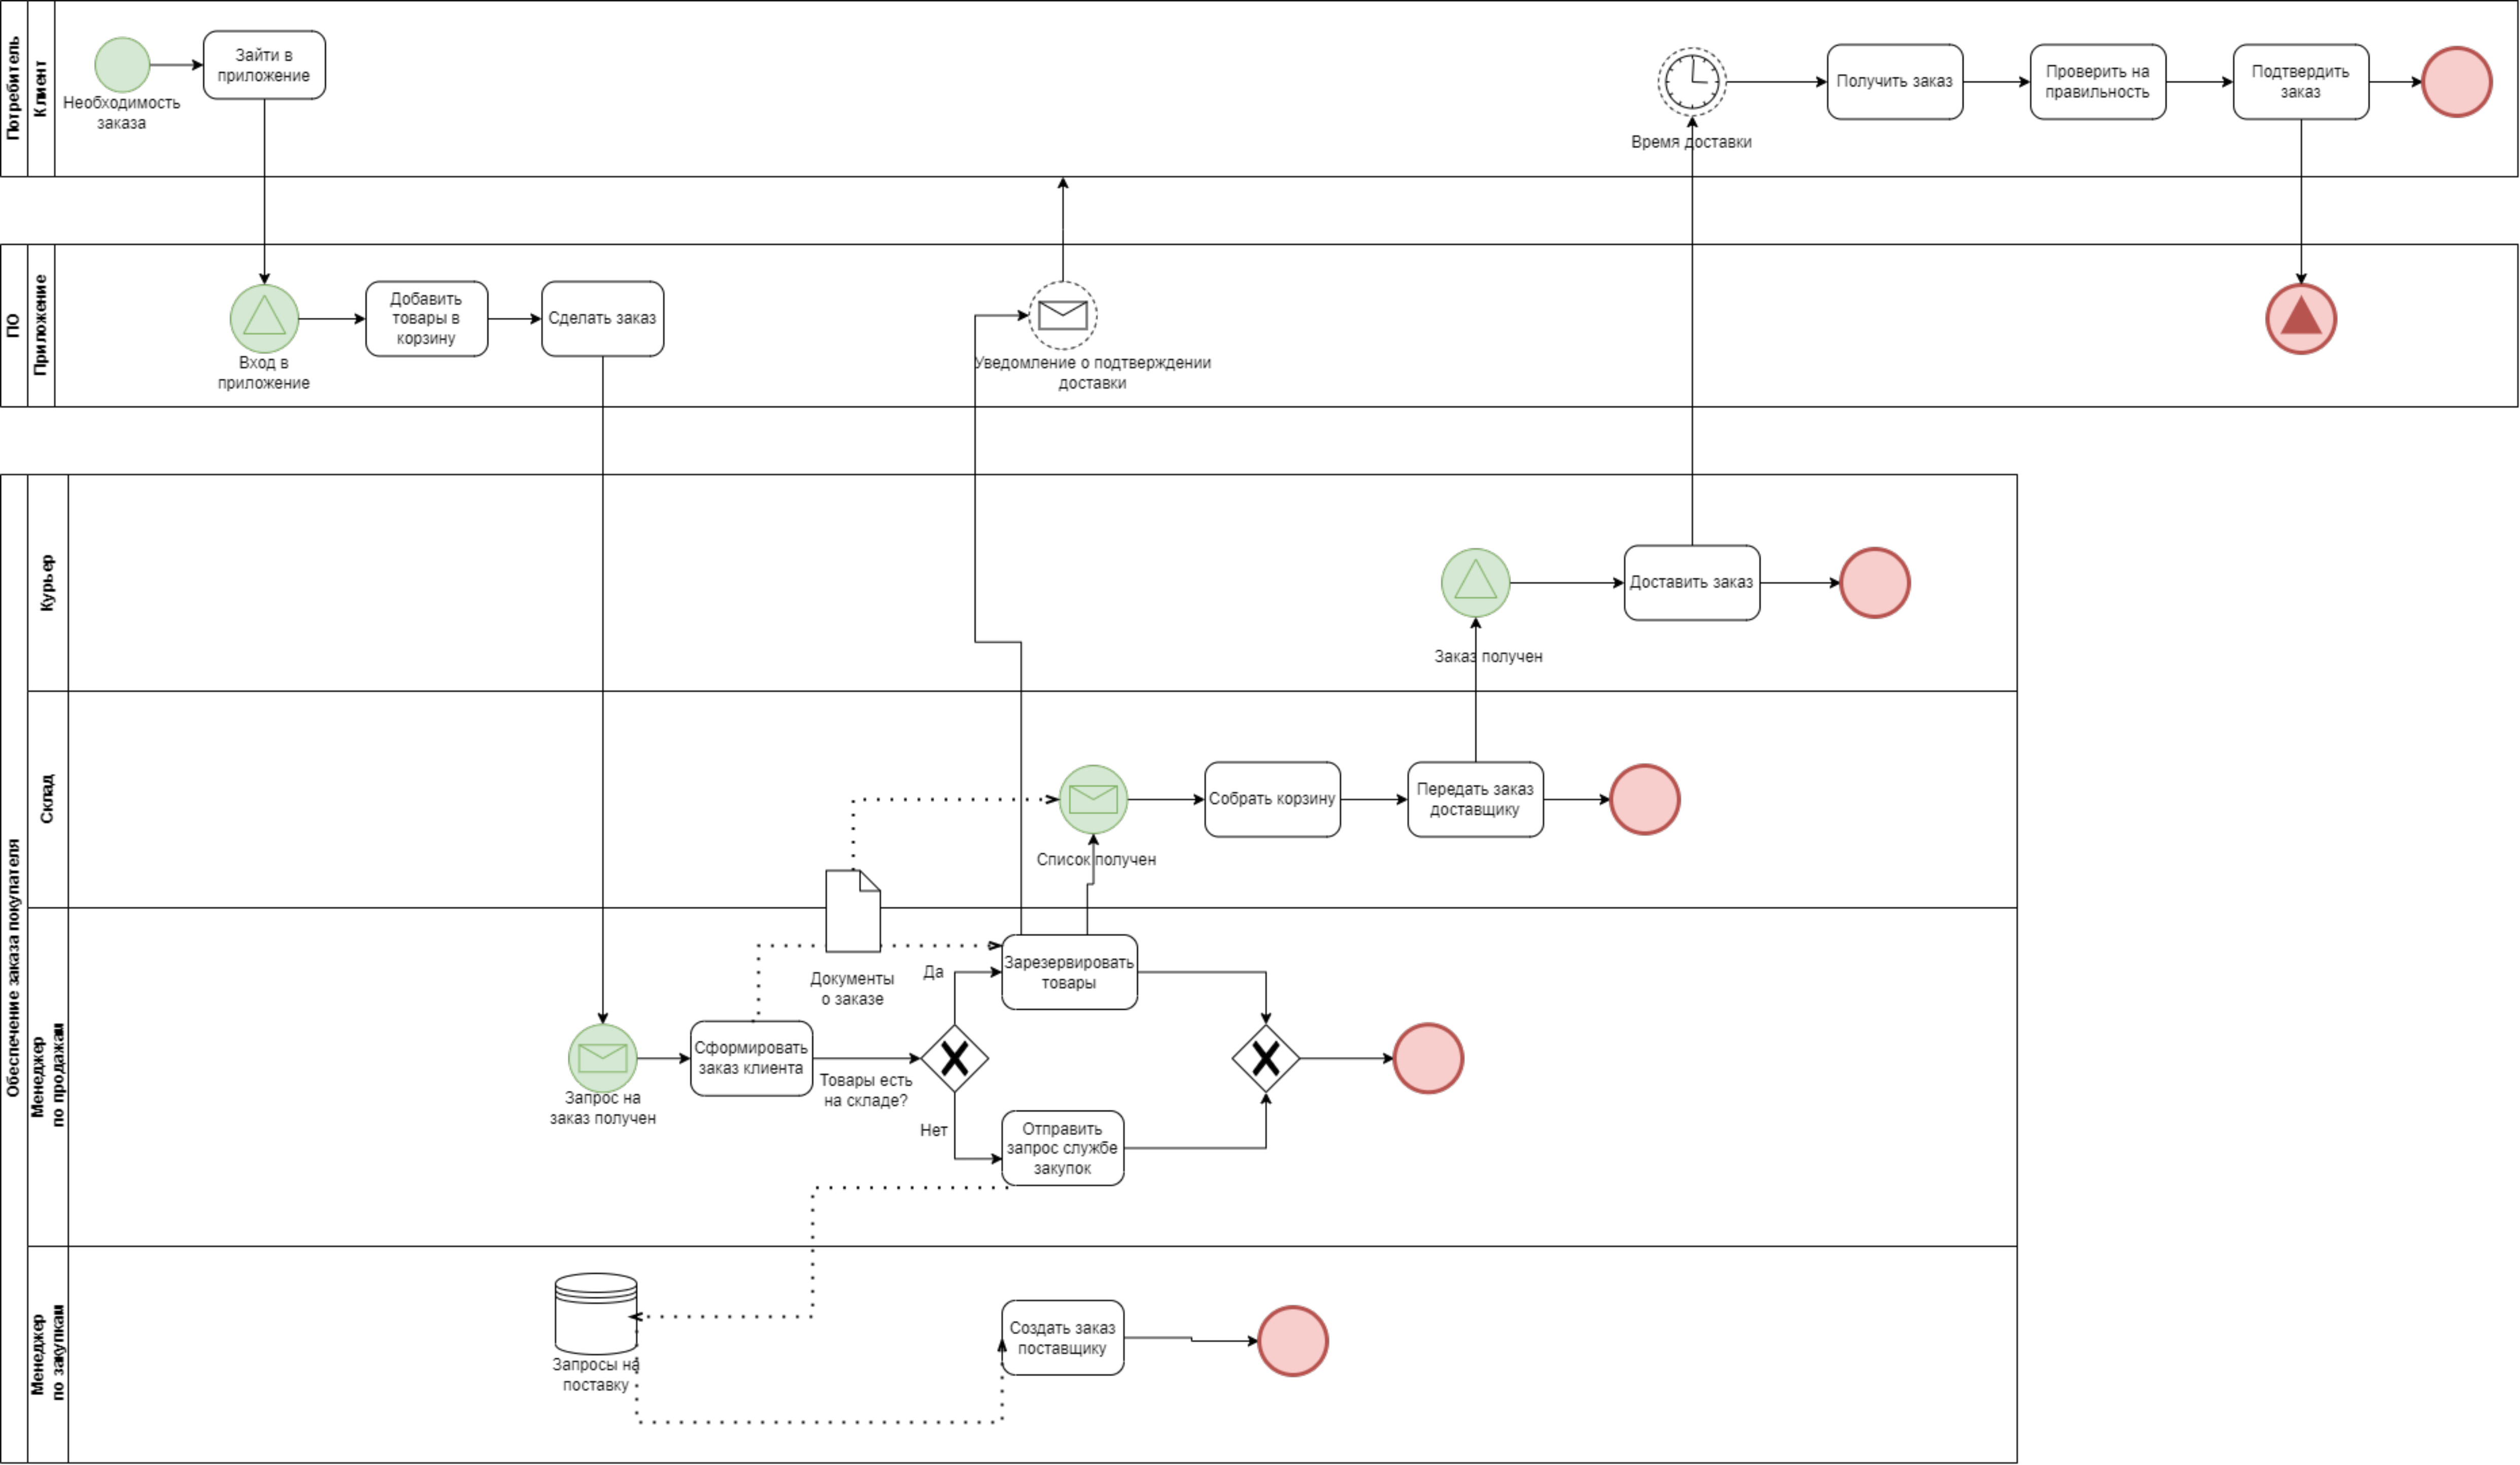 Потребитель
Клиент
Необходимость
заказа
Зайти в
приложение
Время доставки
Получить заказ
Проверить на
правильность
Подтвердить
заказ
ПО
Приложение
Вход в
приложение
Добавить
товары в
корзину
Сделать заказ
Уведомление о подтверждении
доставки
Обеспечение заказа покупателя
Курьер
Заказ получен
Доставить заказ
Склад
Список получен
Собрать корзину
Передать заказ
доставщику
Менеджер
по продажам
Запрос на
заказ получен
Сформировать
заказ клиента
Документы
о заказе
Товары есть
на складе?
Да
Нет
Зарезервировать
товары
Отправить
запрос службе
закупок
Менеджер
по закупкам
Запросы на
поставку
Создать заказ
поставщику